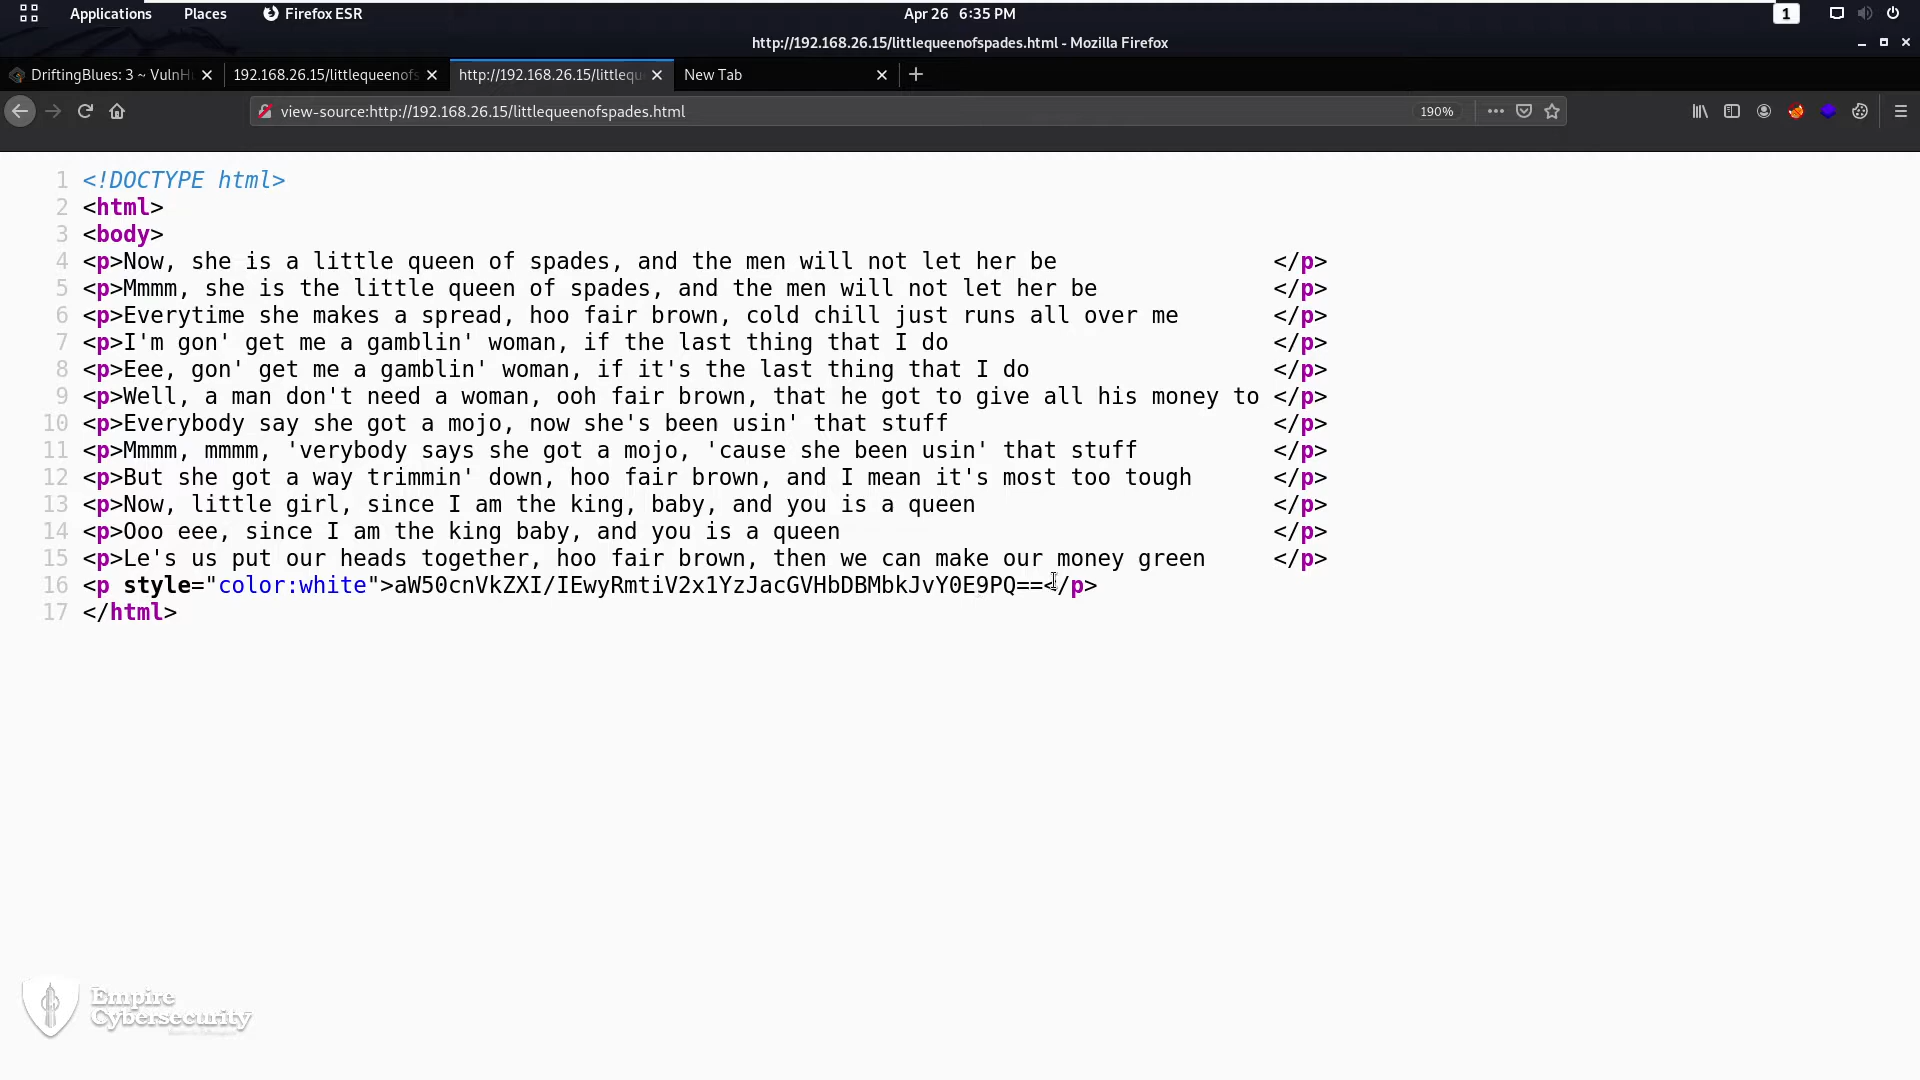 Applications Places Firefox ESR Apr 26 6:35 PM 1
http://192.168.26.15/littlequeenofspades.html - Mozilla Firefox
DriftingBlues: 3 ~ VulnH 192.168.26.15/littlequeenofs http://192.168.26.15/littlequ New Tab
view-source:http://192.168.26.15/littlequeenofspades.html 190%
1 <!DOCTYPE html>
2 <html>
3 <body>
4 <p>Now, she is a little queen of spades, and the men will not let her be </p>
5 <p>Mmmm, she is the little queen of spades, and the men will not let her be </p>
6 <p>Everytime she makes a spread, hoo fair brown, cold chill just runs all over me </p>
7 <p>I'm gon' get me a gamblin' woman, if the last thing that I do </p>
8 <p>Eee, gon' get me a gamblin' woman, if it's the last thing that I do </p>
9 <p>Well, a man don't need a woman, ooh fair brown, that he got to give all his money to </p>
10 <p>Everybody say she got a mojo, now she's been usin' that stuff </p>
11 <p>Mmmm, mmmm, 'verybody says she got a mojo, 'cause she been usin' that stuff </p>
12 <p>But she got a way trimmin' down, hoo fair brown, and I mean it's most too tough </p>
13 <p>Now, little girl, since I am the king, baby, and you is a queen </p>
14 <p>Ooo eee, since I am the king baby, and you is a queen </p>
15 <p>Le's us put our heads together, hoo fair brown, then we can make our money green </p>
16 <p style="color:white">aW50cnVkZXI/IEwyRmtiV2x1YzJacGVHbDBMbkJvY0E9PQ==</p>
17 </html>
Empire
Cybersecurity